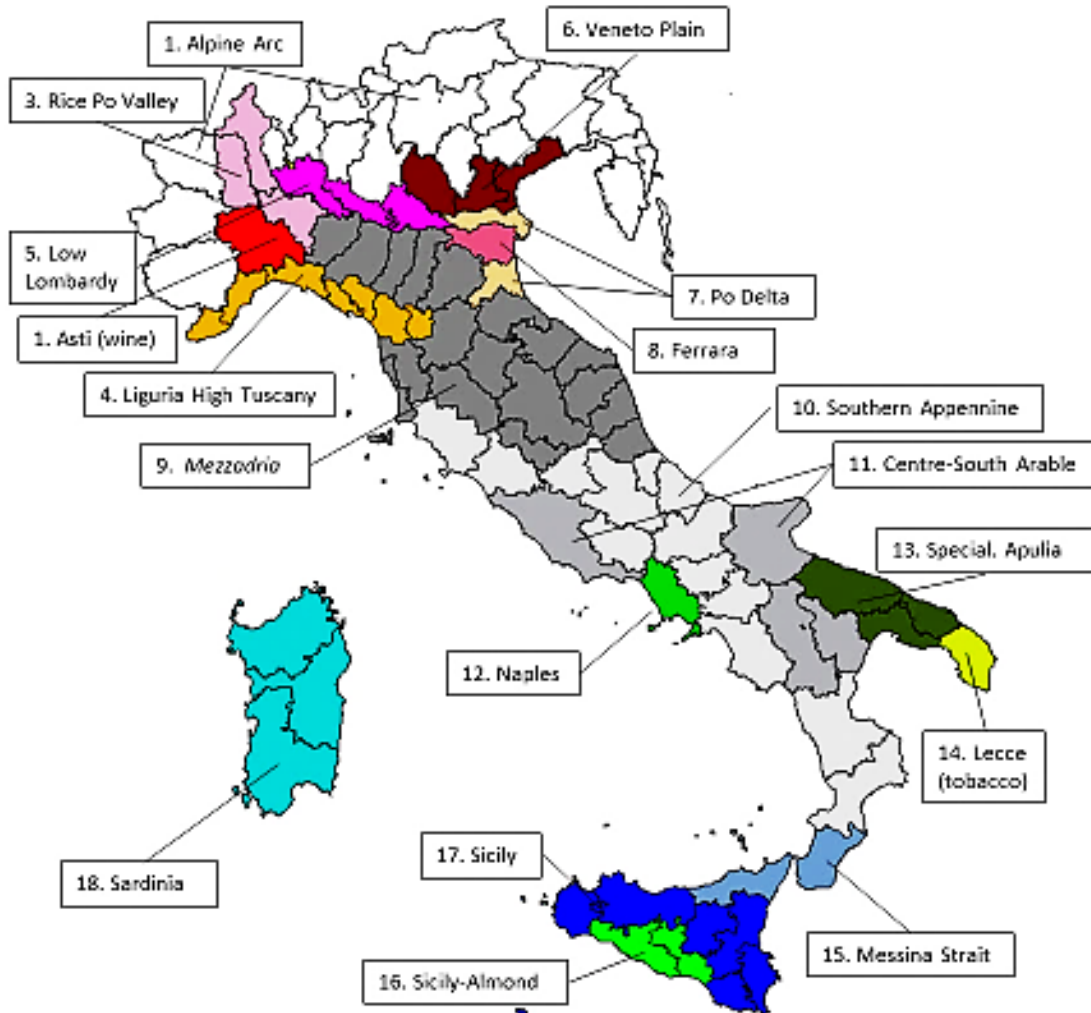 1. Alpine Arc
6. Veneto Plain
3. Rice Po Valley
5. Low
Lombardy
7. Po Delta
1. Asti (wine)
8. Ferrara
4. Liguria High Tuscany
10. Southern Appennine
9. Mezzadria
11. Centre-South Arable
13. Special. Apulia
12. Naples
14. Lecce
(tobacco)
17. Sicily
18. Sardinia
15. Messina Strait
16. Sicily-Almond